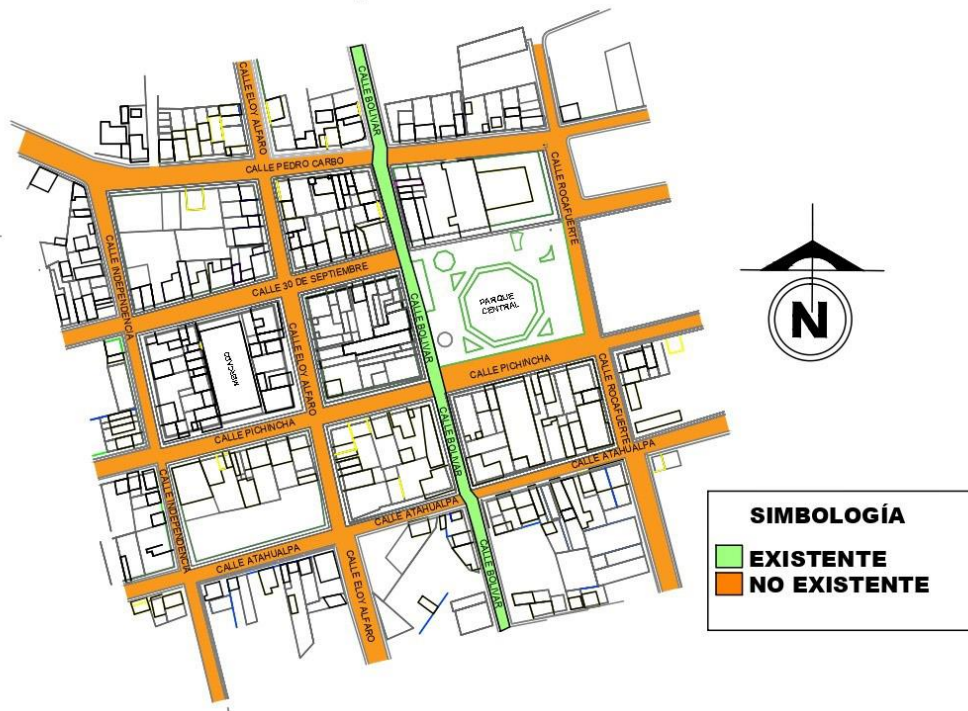 CALLE ELOY ALFARO
CALLE BOLIVAR
CALLE PEDRO CARBO
CALLE ROCAFUERTE
CALLE INDEPENDENCIA
CALLE 30 DE SEPTIEMBRE
PARQUE
CENTRAL
CALLE BOLIVAR
MERCADO
CALLE ELOY ALFARO
CALLE PICHINCHA
CALLE ROCAFUERTE
CALLE PICHINCHA
CALLE BOLIVAR
CALLE ATAHUALPA
CALLE INDEPENDENCIA
CALLE ATAHUALPA
CALLE ATAHUALPA
CALLE ELOY ALFARO
CALLE BOLIVAR
N
SIMBOLOGÍA
EXISTENTE
NO EXISTENTE